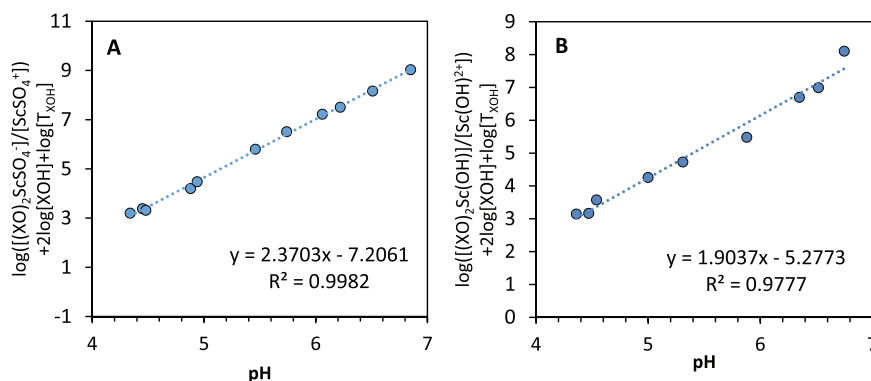 A
log([(XO)₂ScSO₄⁻]/[ScSO₄⁺])
+2log[XOH]+log[T_XOH]
11
9
7
5
3
1
-1
y = 2.3703x - 7.2061
R² = 0.9982
4 5 6 7
pH
B
log([(XO)₂Sc(OH)]/[Sc(OH)²⁺])
+2log[XOH]+log[T_XOH]
9
8
7
6
5
4
3
2
1
0
y = 1.9037x - 5.2773
R² = 0.9777
4 5 6 7
pH